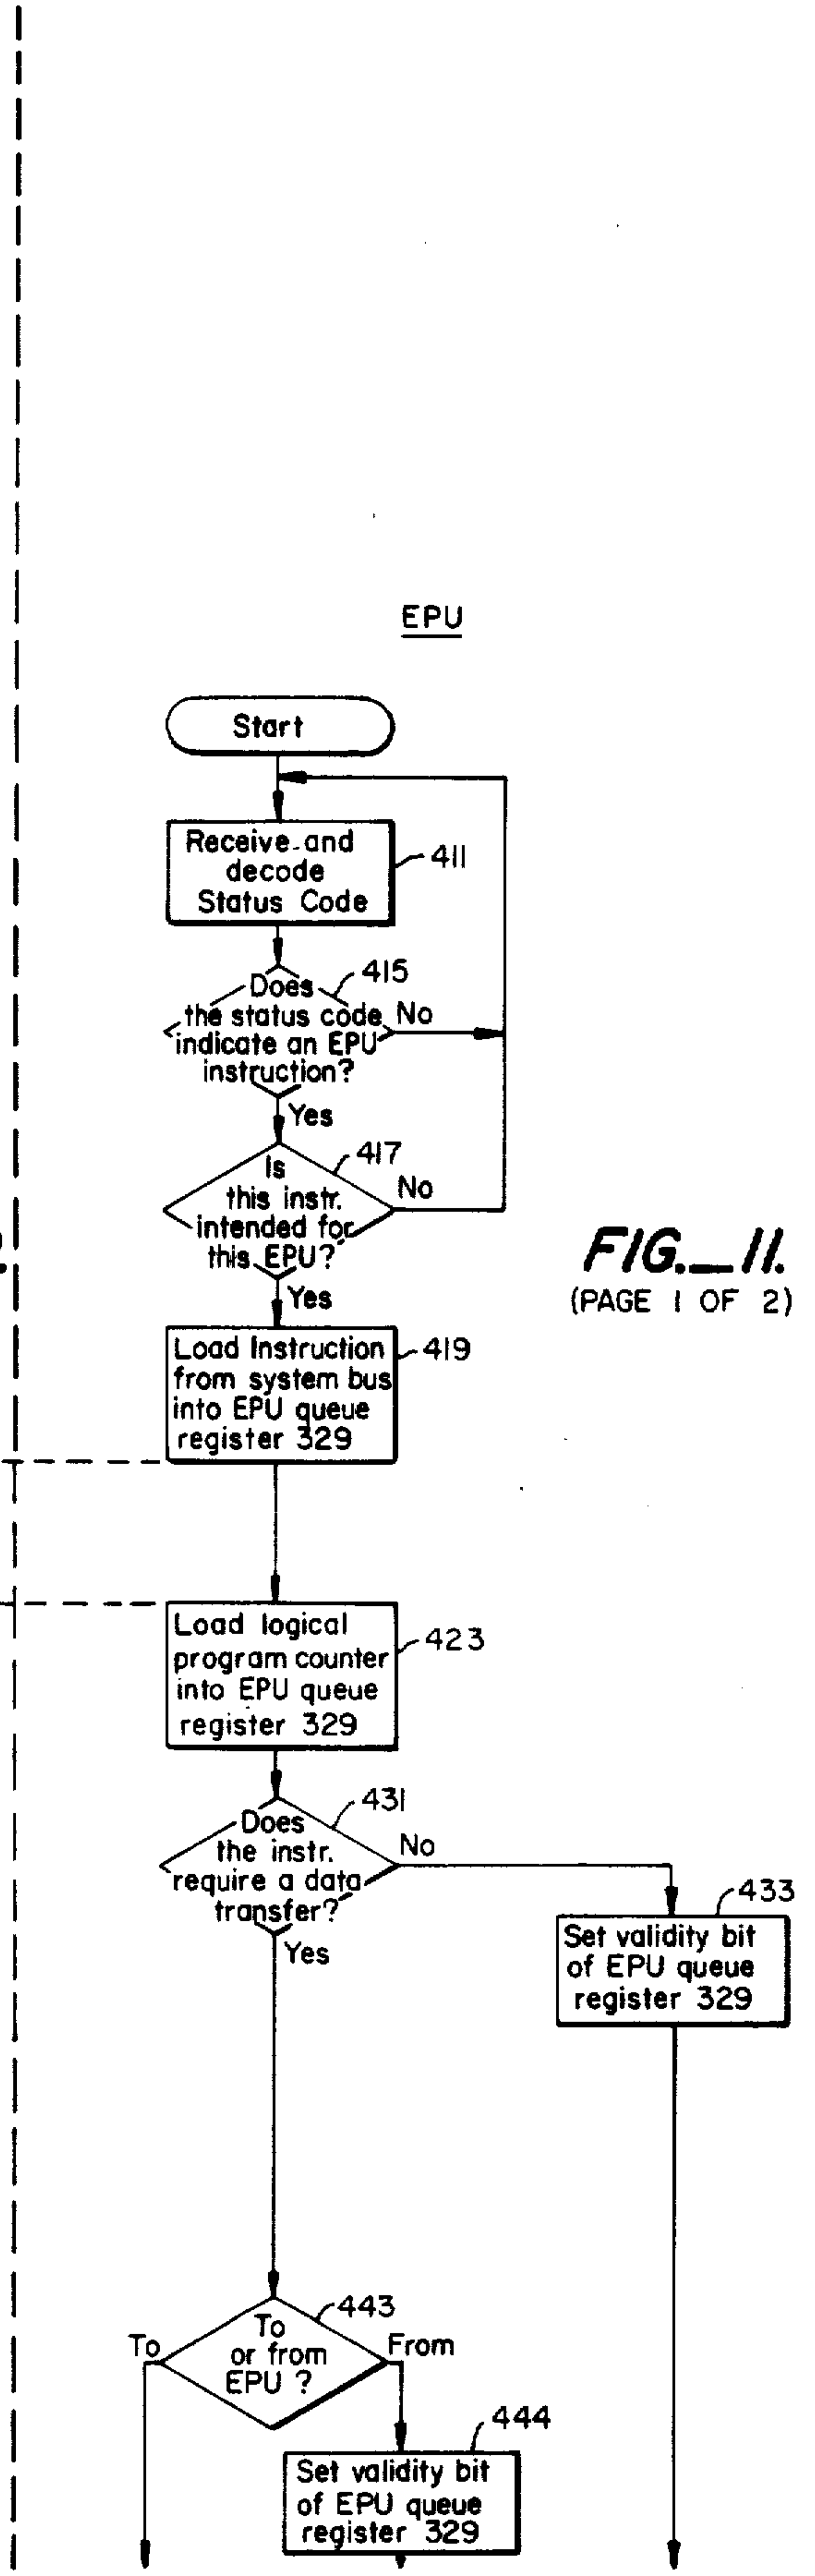 EPU
Start
Receive and
decode
Status Code
411
415
Does
the status code
indicate an EPU
instruction?
No
Yes
417
Is
this instr.
intended for
this EPU?
No
Yes
FIG._11.
(PAGE 1 OF 2)
Load Instruction
from system bus
into EPU queue
register 329
419
Load logical
program counter
into EPU queue
register 329
423
431
Does
the instr.
require a data
transfer?
No
Yes
433
Set validity bit
of EPU queue
register 329
443
To
or from
EPU ?
To
From
444
Set validity bit
of EPU queue
register 329